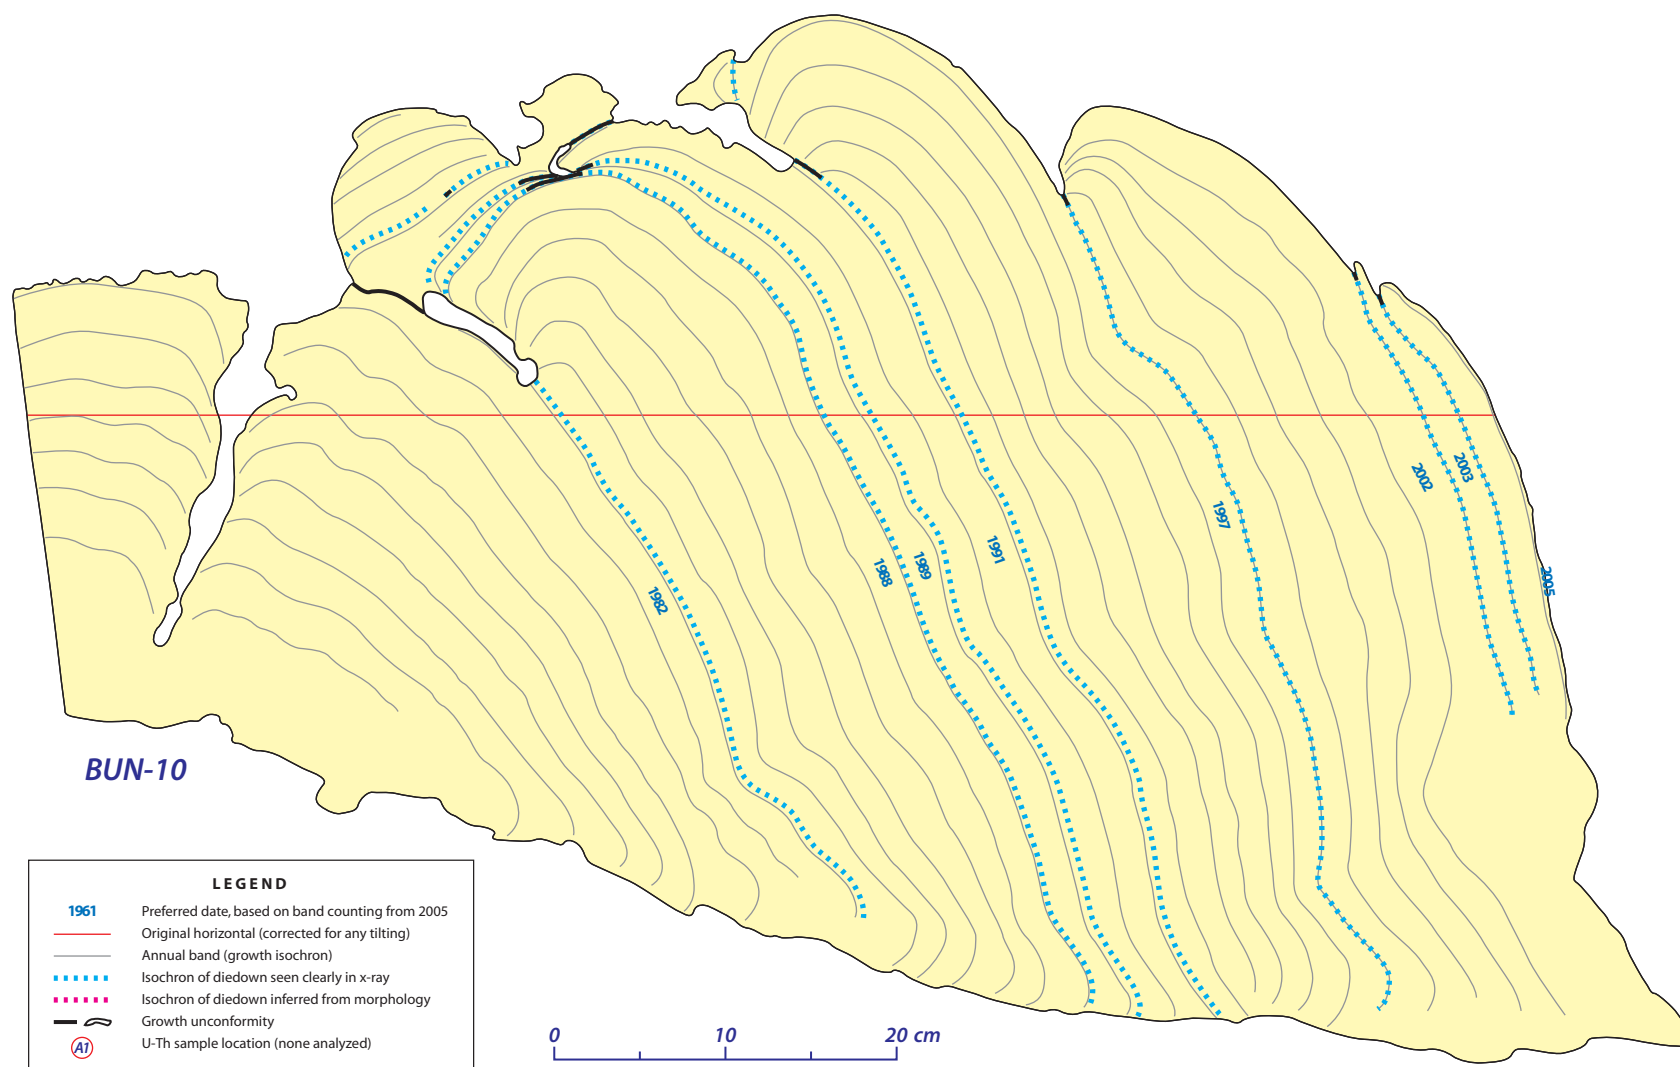 1982
1988
1989
1991
1997
2002
2003
2005
BUN-10
LEGEND
1961 Preferred date, based on band counting from 2005
Original horizontal (corrected for any tilting)
Annual band (growth isochron)
Isochron of diedown seen clearly in x-ray
Isochron of diedown inferred from morphology
Growth unconformity
A1 U-Th sample location (none analyzed)
0 10 20 cm